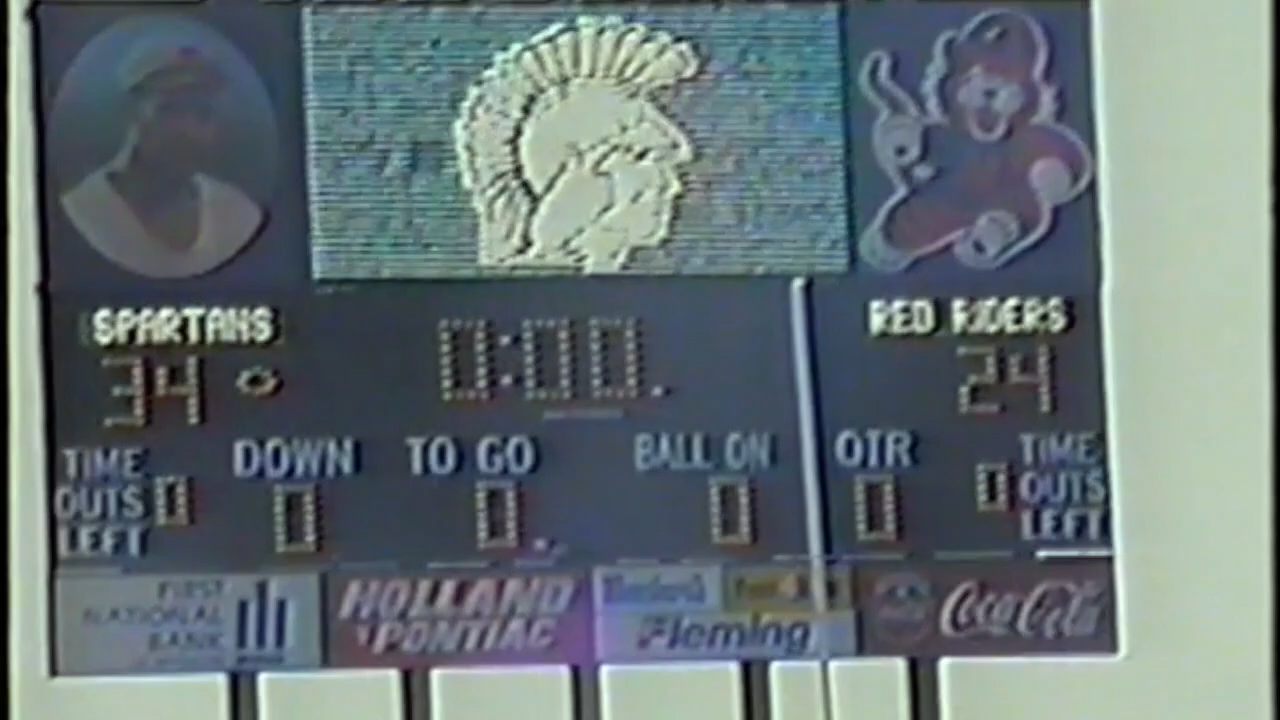 SPARTANS
RED RIDERS
34
0:00
24
TIME OUTS LEFT
0
DOWN
0
TO GO
0
BALL ON
0
QTR
0
0
TIME OUTS LEFT
FIRST NATIONAL BANK
HOLLAND PONTIAC
Fleming
Coca-Cola